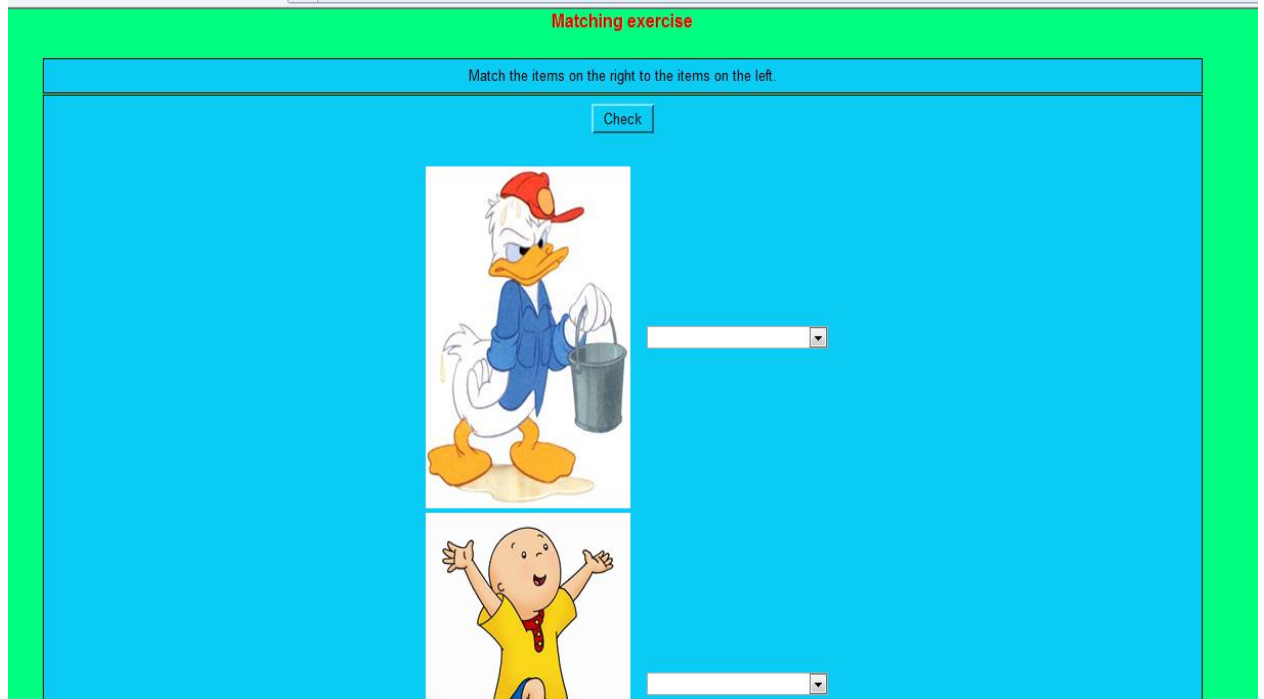 Matching exercise
Match the items on the right to the items on the left.
Check